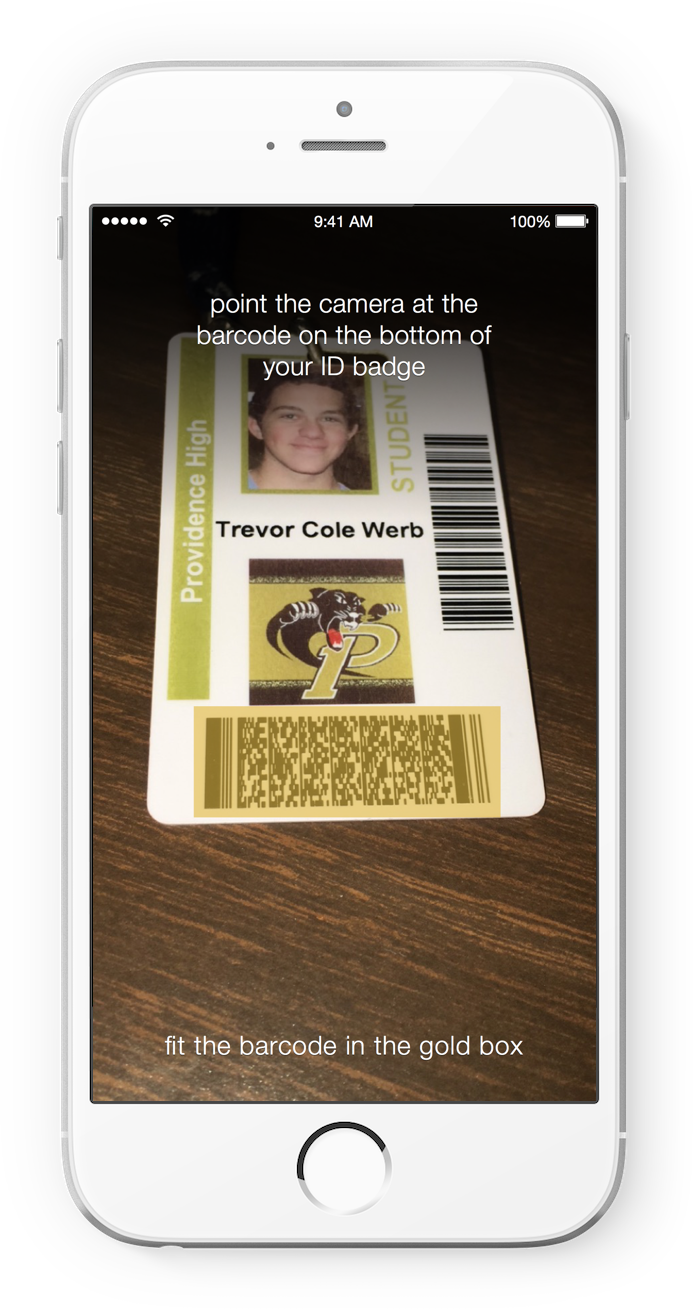 9:41 AM
100%
point the camera at the
barcode on the bottom of
your ID badge
Providence High
STUDENT
Trevor Cole Werb
P
fit the barcode in the gold box